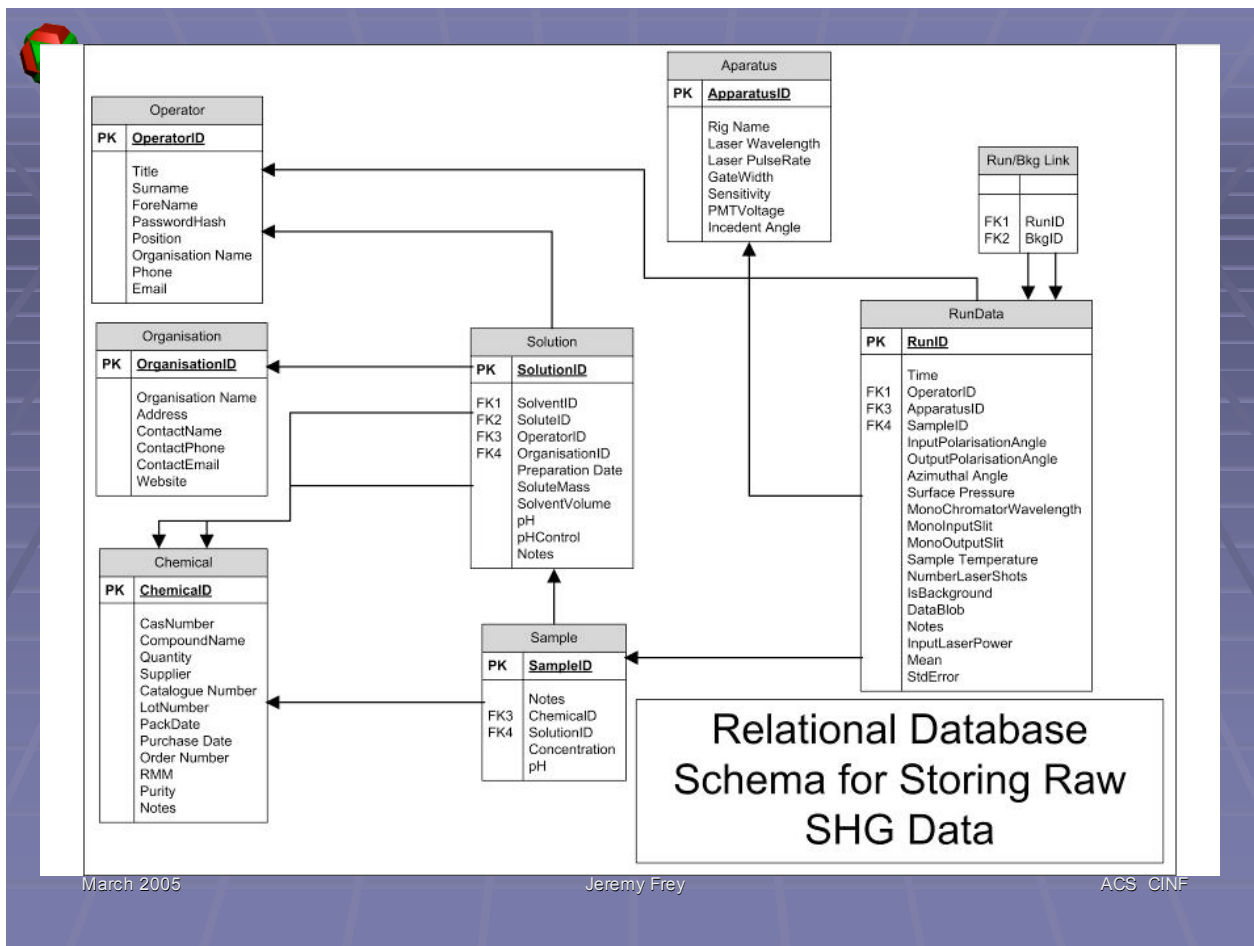 Operator
PK OperatorID
Title
Surname
ForeName
PasswordHash
Position
Organisation Name
Phone
Email
Organisation
PK OrganisationID
Organisation Name
Address
ContactName
ContactPhone
ContactEmail
Website
Chemical
PK ChemicalD
CasNumber
CompoundName
Quantity
Supplier
Catalogue Number
LotNumber
PackDate
Purchase Date
Order Number
RMM
Purity
Notes
Solution
PK SolutionID
FK1 SolventID
FK2 SoluteID
FK3 OperatorID
FK4 OrganisationID
Preparation Date
SoluteMass
SolventVolume
pH
pHControl
Notes
Sample
PK SampleID
Notes
FK3 ChemicalID
FK4 SolutionID
Concentration
pH
Aparatus
PK ApparatusID
Rig Name
Laser Wavelength
Laser PulseRate
GateWidth
Sensitivity
PMTVoltage
Incedent Angle
Run/Bkg Link
FK1 RunID
FK2 BkgID
RunData
PK RunID
Time
FK1 OperatorID
FK3 ApparatusID
FK4 SampleID
InputPolarisationAngle
OutputPolarisationAngle
Azimuthal Angle
Surface Pressure
MonoChromatorWavelength
MonoInputSlit
MonoOutputSlit
Sample Temperature
NumberLaserShots
IsBackground
DataBlob
Notes
InputLaserPower
Mean
StdError
Relational Database
Schema for Storing Raw
SHG Data
March 2005 Jeremy Frey ACS CINF